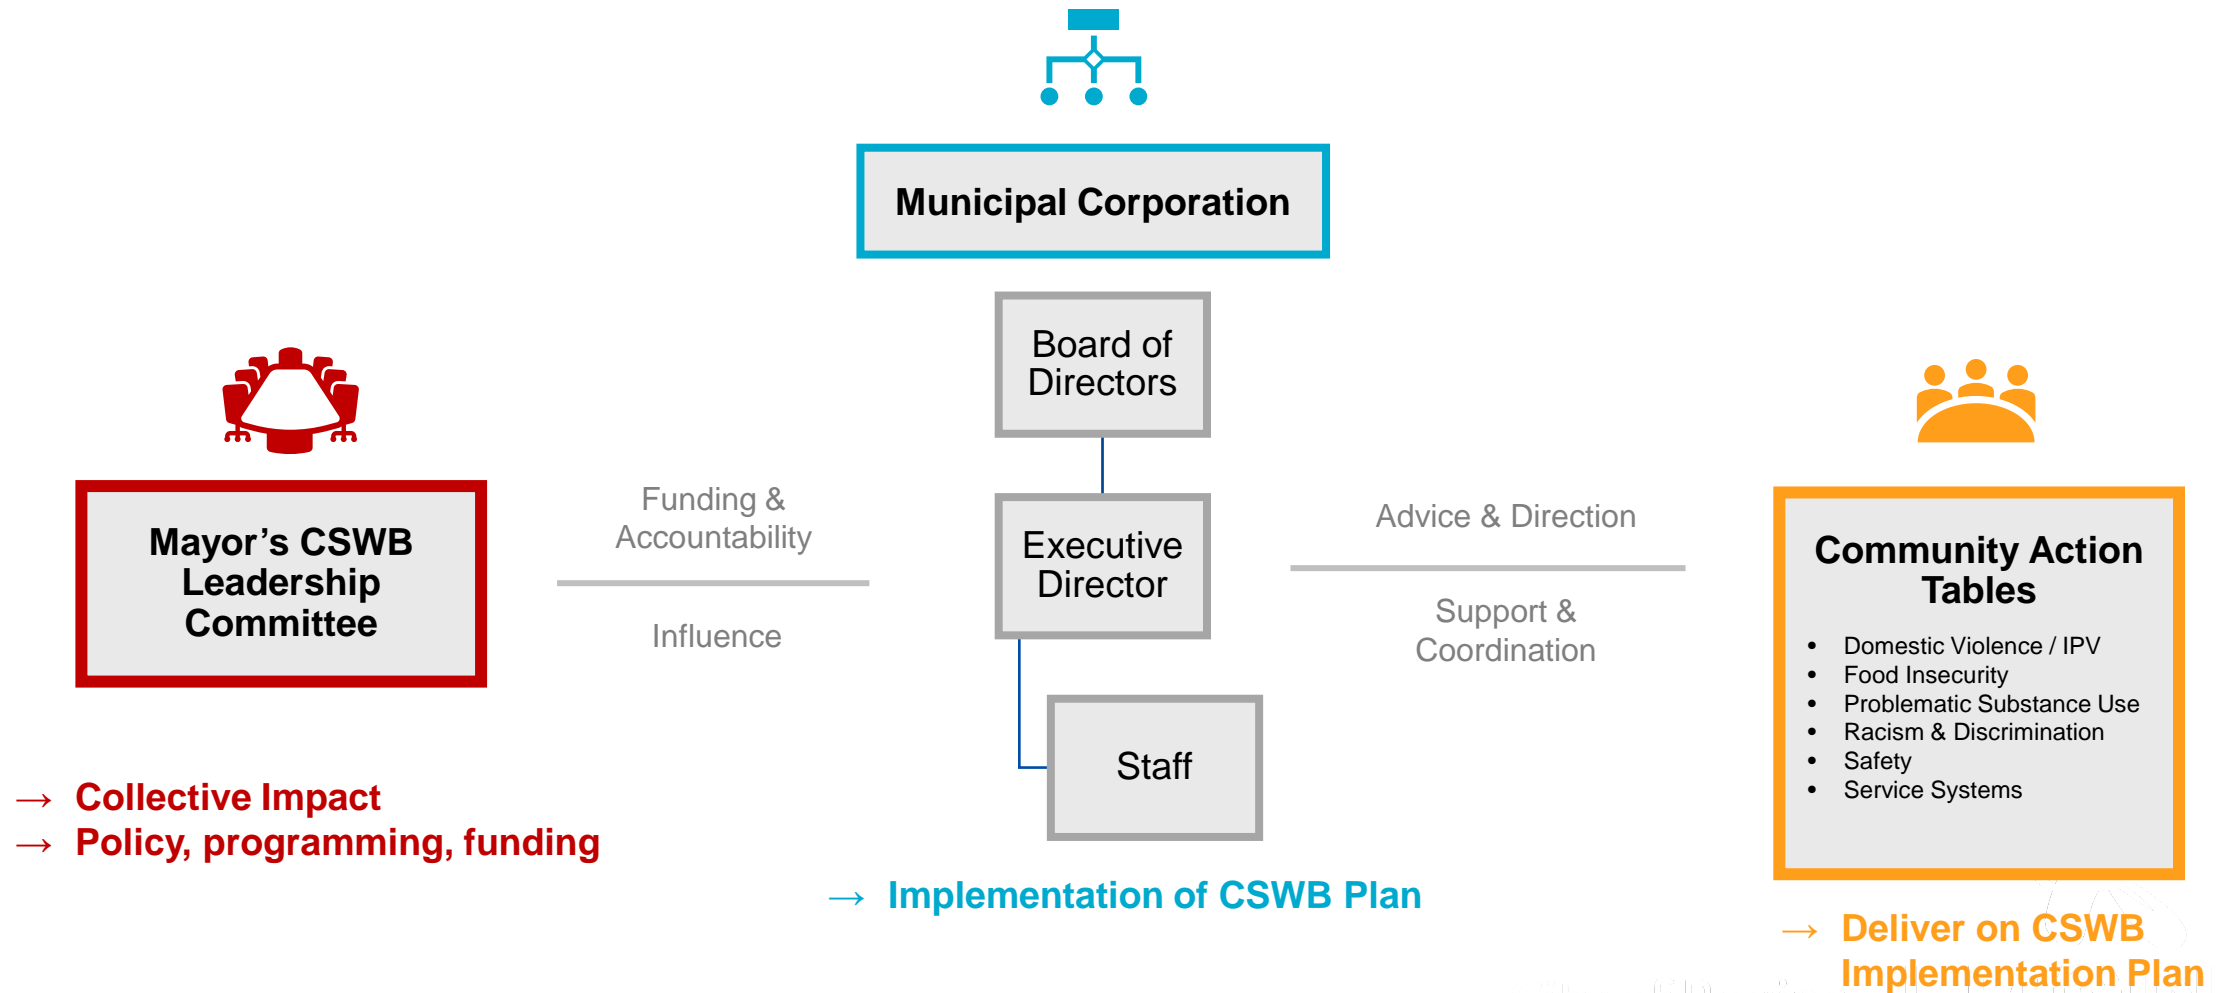 Municipal Corporation
Board of
Directors
Executive
Director
Staff
→ Implementation of CSWB Plan
Mayor’s CSWB
Leadership
Committee
→ Collective Impact
→ Policy, programming, funding
Funding &
Accountability
Influence
Advice & Direction
Support &
Coordination
Community Action
Tables
• Domestic Violence / IPV
• Food Insecurity
• Problematic Substance Use
• Racism & Discrimination
• Safety
• Service Systems
→ Deliver on CSWB
Implementation Plan